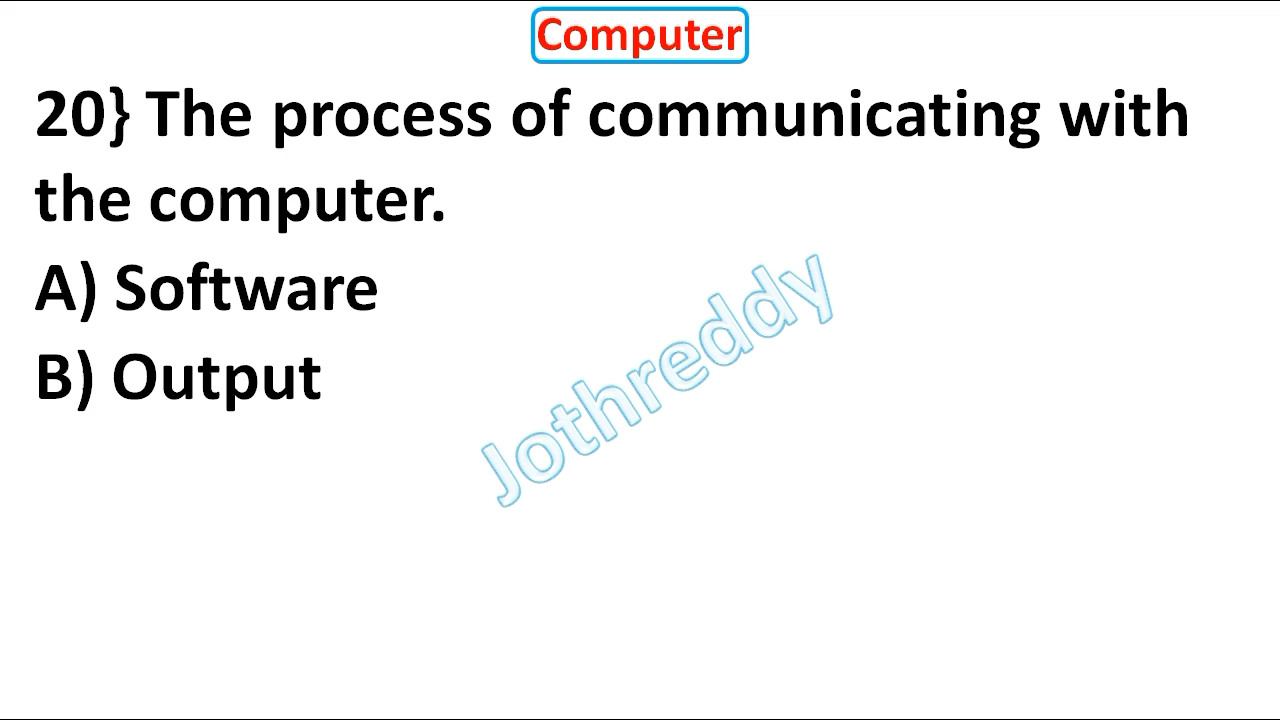 Computer
20} The process of communicating with
the computer.
A) Software
B) Output
Jothreddy